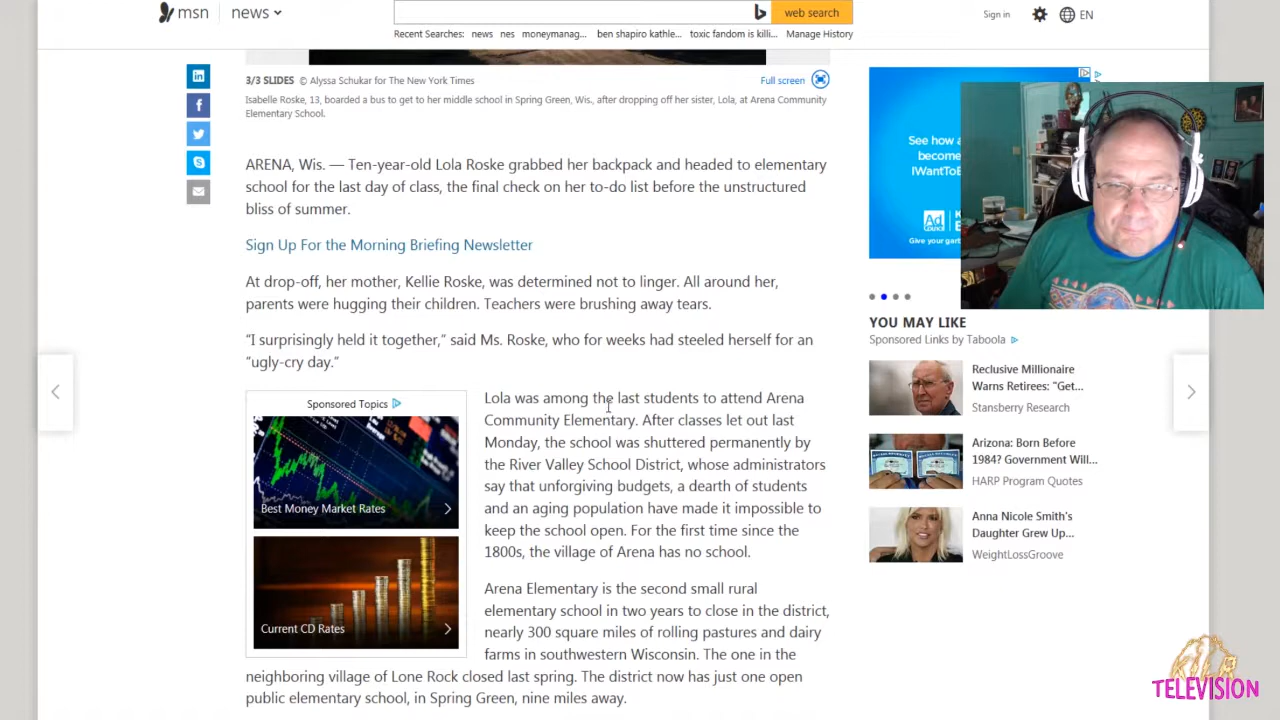 msn
news
web search
Sign in
EN
Recent Searches: news nes moneymanag... ben shapiro kathle... toxic fandom is killi... Manage History
3/3 SLIDES © Alyssa Schukar for The New York Times
Full screen
Isabelle Roske, 13, boarded a bus to get to her middle school in Spring Green, Wis., after dropping off her sister, Lola, at Arena Community
Elementary School.
ARENA, Wis. — Ten-year-old Lola Roske grabbed her backpack and headed to elementary
school for the last day of class, the final check on her to-do list before the unstructured
bliss of summer.
Sign Up For the Morning Briefing Newsletter
At drop-off, her mother, Kellie Roske, was determined not to linger. All around her,
parents were hugging their children. Teachers were brushing away tears.
“I surprisingly held it together,” said Ms. Roske, who for weeks had steeled herself for an
“ugly-cry day.”
Sponsored Topics
Best Money Market Rates
Current CD Rates
Lola was among the last students to attend Arena
Community Elementary. After classes let out last
Monday, the school was shuttered permanently by
the River Valley School District, whose administrators
say that unforgiving budgets, a dearth of students
and an aging population have made it impossible to
keep the school open. For the first time since the
1800s, the village of Arena has no school.
Arena Elementary is the second small rural
elementary school in two years to close in the district,
nearly 300 square miles of rolling pastures and dairy
farms in southwestern Wisconsin. The one in the
neighboring village of Lone Rock closed last spring. The district now has just one open
public elementary school, in Spring Green, nine miles away.
See how
become
IWantToB
Ad
COUNCIL
Give your
YOU MAY LIKE
Sponsored Links by Taboola
Reclusive Millionaire
Warns Retirees: "Get...
Stansberry Research
Arizona: Born Before
1984? Government Will...
HARP Program Quotes
Anna Nicole Smith's
Daughter Grew Up...
WeightLossGroove
TELEVISION